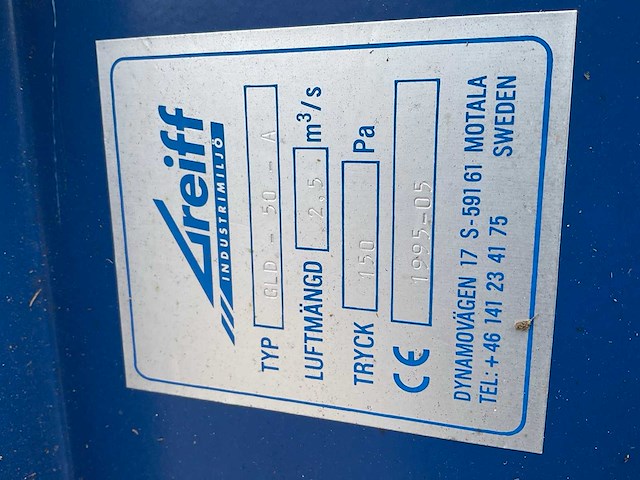 Greiff
INDUSTRIMILJÖ
TYP GLD - 50 - A
LUFTMÄNGD 2,5 m³/s
TRYCK 150 Pa
CE 1995-05
DYNAMOVÄGEN 17 S-591 61 MOTALA
TEL: +46 141 23 41 75 SWEDEN